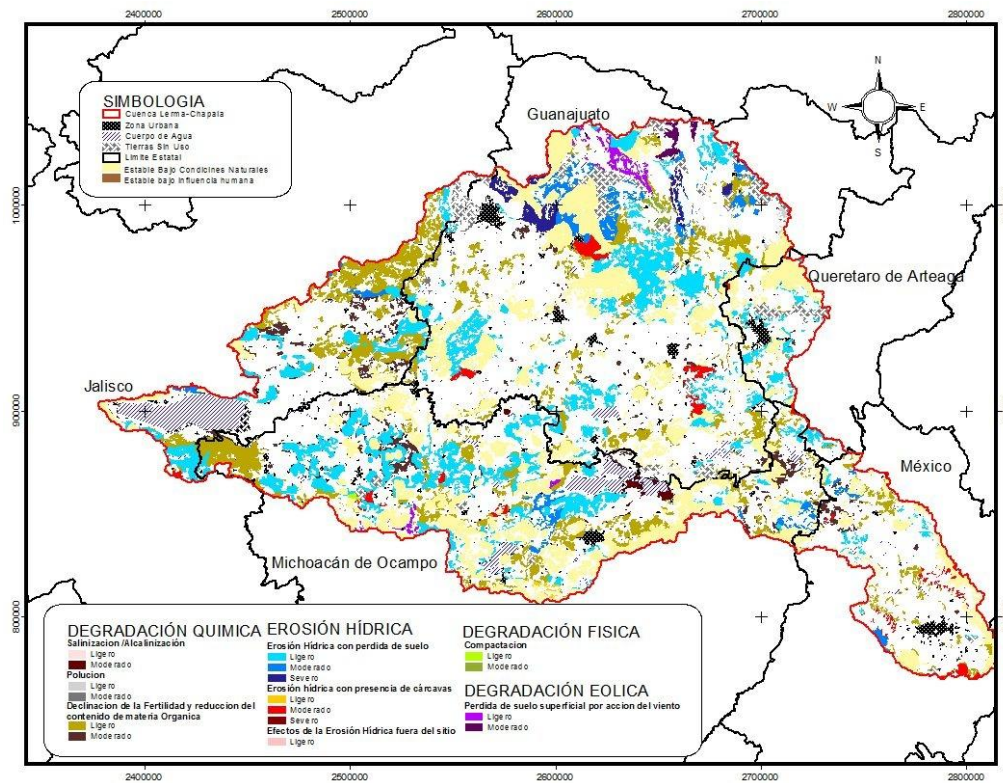 2400000 2500000 2600000 2700000 2800000
SIMBOLOGIA
Cuenca Lerma-Chapala
Zona Urbana
Cuerpo de Agua
Tierras Sin Uso
Limite Estatal
Estable Bajo Condicines Naturales
Estable bajo Influencia humana
N
W E
S
Guanajuato
Queretaro de Arteaga
Jalisco
México
Michoacán de Ocampo
1000000
900000
800000
DEGRADACIÓN QUIMICA
Salinizacion /Alcalinización
Ligero
Moderado
Polucion
Ligero
Moderado
Declinacion de la Fertilidad y reduccion del
contenido de materia Organica
Ligero
Moderado
EROSIÓN HÍDRICA
Erosión Hídrica con perdida de suelo
Ligero
Moderado
Severo
Erosión hídrica con presencia de cárcavas
Ligero
Moderado
Severo
Efectos de la Erosión Hídrica fuera del sitio
Ligero
DEGRADACIÓN FISICA
Compactacion
Ligero
Moderado
DEGRADACIÓN EOLICA
Perdida de suelo superficial por accion del viento
Ligero
Moderado
2400000 2500000 2600000 2700000 2800000